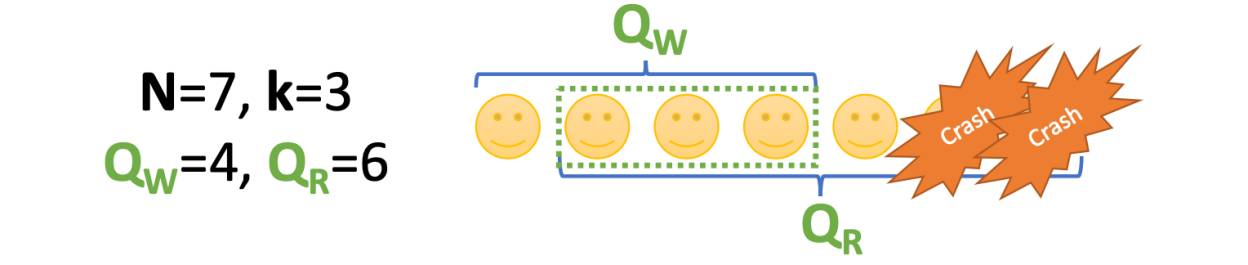 N=7, k=3
Q_W=4, Q_R=6
Q_W
Crash
Crash
Q_R